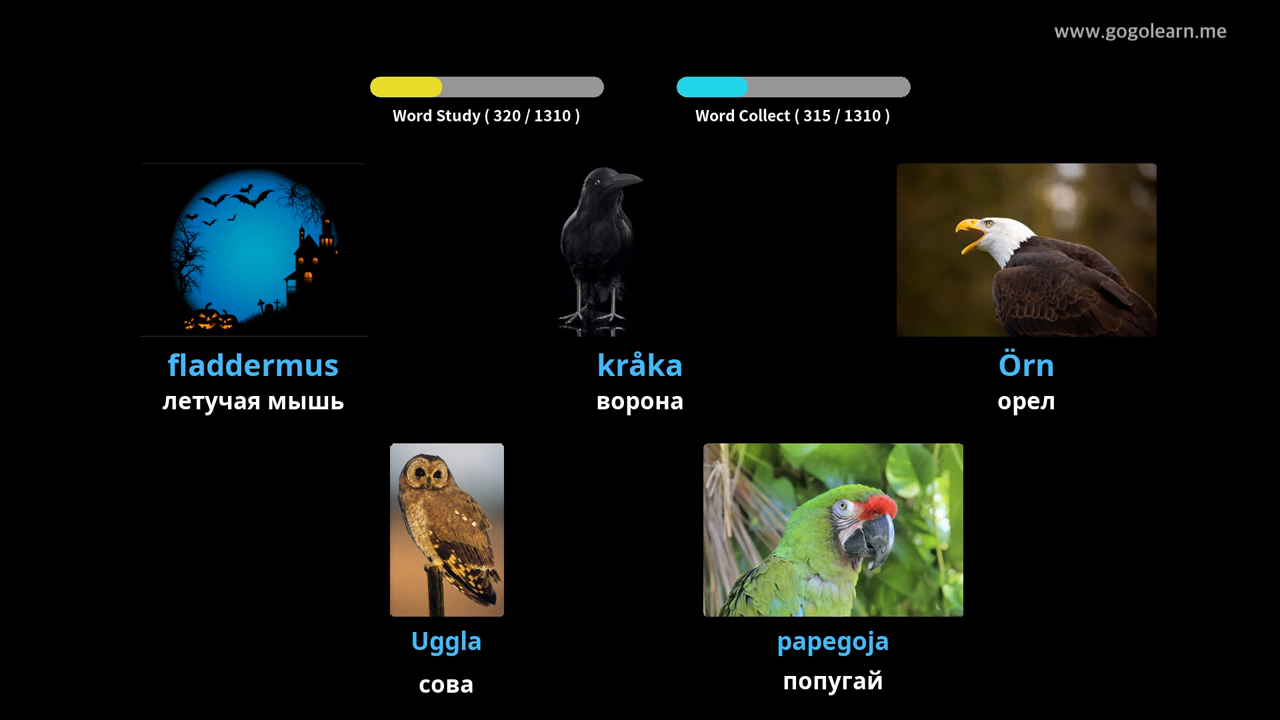 www.gogolearn.me
Word Study ( 320 / 1310 )
Word Collect ( 315 / 1310 )
fladdermus
летучая мышь
kråka
ворона
Örn
орел
Uggla
сова
papegoja
попугай